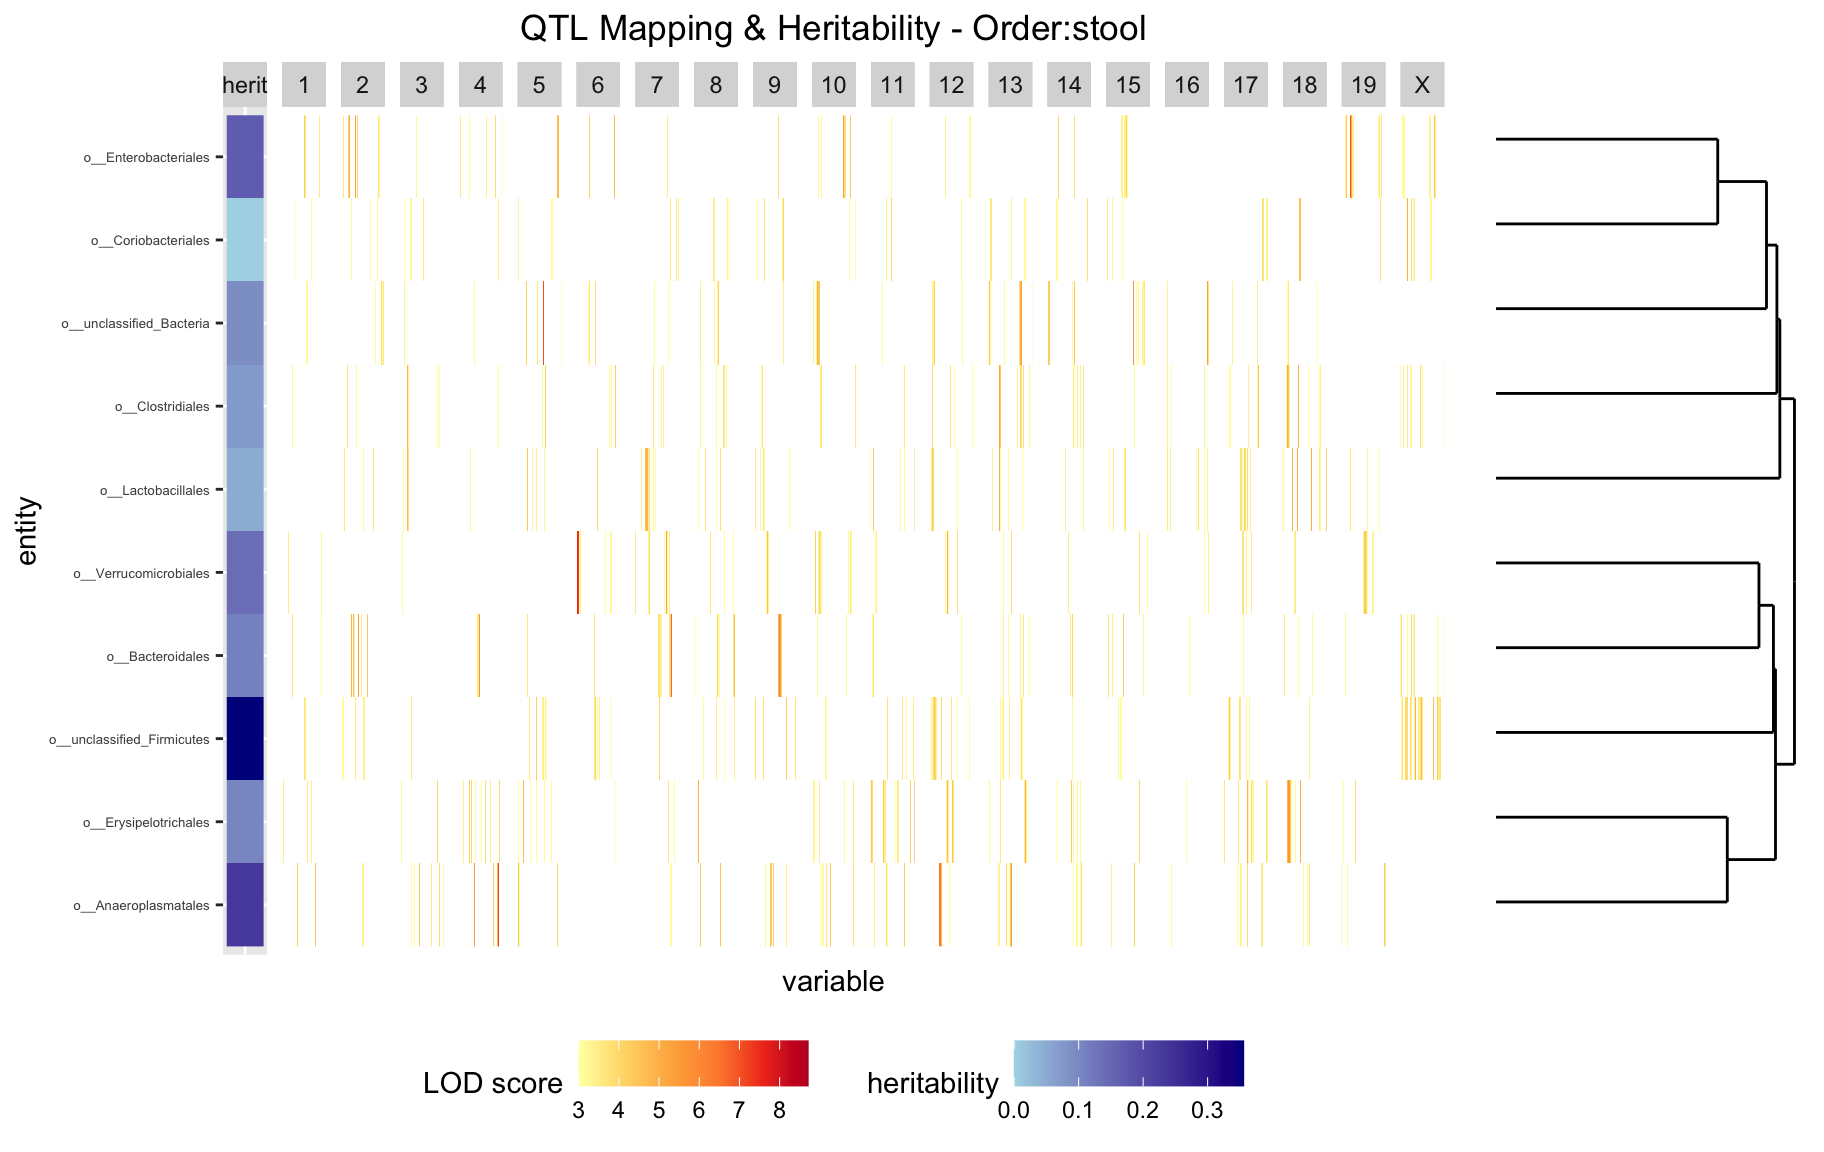 QTL Mapping & Heritability - Order:stool
herit 1 2 3 4 5 6 7 8 9 10 11 12 13 14 15 16 17 18 19 X
o__Enterobacteriales
o__Coriobacteriales
o__unclassified_Bacteria
o__Clostridiales
o__Lactobacillales
o__Verrucomicrobiales
o__Bacteroidales
o__unclassified_Firmicutes
o__Erysipelotrichales
o__Anaeroplasmatales
entity
variable
LOD score
3 4 5 6 7 8
heritability
0.0 0.1 0.2 0.3